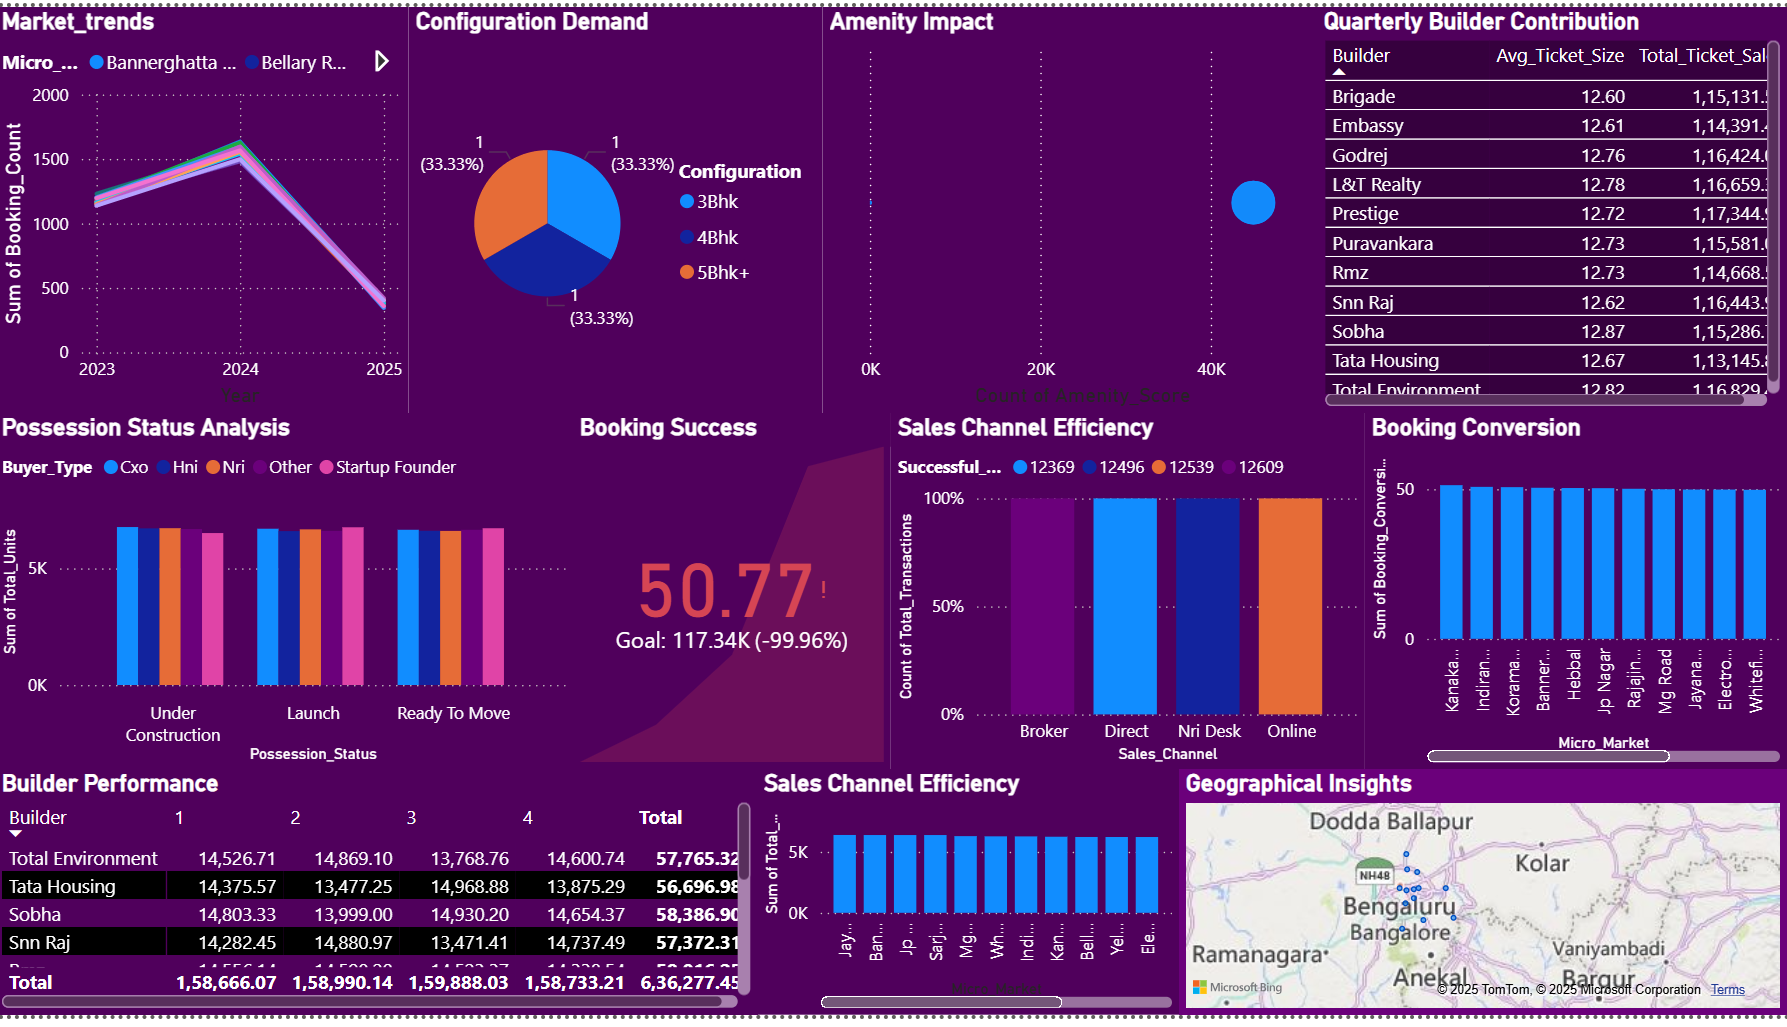 Market_trends
Micro_... Bannerghatta ... Bellary R...
Sum of Booking_Count
2000
1500
1000
500
0
2023 2024 2025
Year
Configuration Demand
1
(33.33%)
1
(33.33%)
1
(33.33%)
Configuration
3Bhk
4Bhk
5Bhk+
Amenity Impact
0K 20K 40K
Count of Amenity_Score
Quarterly Builder Contribution
Builder Avg_Ticket_Size Total_Ticket_Sal
Brigade 12.60 1,15,131.
Embassy 12.61 1,14,391.
Godrej 12.76 1,16,424.
L&T Realty 12.78 1,16,659.
Prestige 12.72 1,17,344.
Puravankara 12.73 1,15,581.
Rmz 12.73 1,14,668.
Snn Raj 12.62 1,16,443.
Sobha 12.87 1,15,286.
Tata Housing 12.67 1,13,145.
Total Environment 12.82 1,16,829.
Possession Status Analysis
Buyer_Type Cxo Hni Nri Other Startup Founder
Sum of Total_Units
5K
0K
Under Construction Launch Ready To Move
Possession_Status
Booking Success
50.77!
Goal: 117.34K (-99.96%)
Sales Channel Efficiency
Successful_... 12369 12496 12539 12609
Count of Total_Transactions
100%
50%
0%
Broker Direct Nri Desk Online
Sales_Channel
Booking Conversion
Sum of Booking_Conversi...
50
0
Kanaka... Indiran... Korama... Banner... Hebbal Jp Nagar Rajajin... Mg Road Jayana... Electro... Whitefi...
Micro_Market
Builder Performance
Builder 1 2 3 4 Total
Total Environment 14,526.71 14,869.10 13,768.76 14,600.74 57,765.32
Tata Housing 14,375.57 13,477.25 14,968.88 13,875.29 56,696.98
Sobha 14,803.33 13,999.00 14,930.20 14,654.37 58,386.90
Snn Raj 14,282.45 14,880.97 13,471.41 14,737.49 57,372.31
Total 1,58,666.07 1,58,990.14 1,59,888.03 1,58,733.21 6,36,277.45
Sales Channel Efficiency
Sum of Total_...
5K
0K
Jay... Ban... Jp ... Sarj... Mg... Wh... Indi... Kan... Bell... Yel... Ele...
Micro_Market
Geographical Insights
Dodda Ballapur
Kolar
NH48
Bengaluru
Bangalore
Ramanagara
Vaniyambadi
Anekal
Bargur
Microsoft Bing
© 2025 TomTom, © 2025 Microsoft Corporation Terms